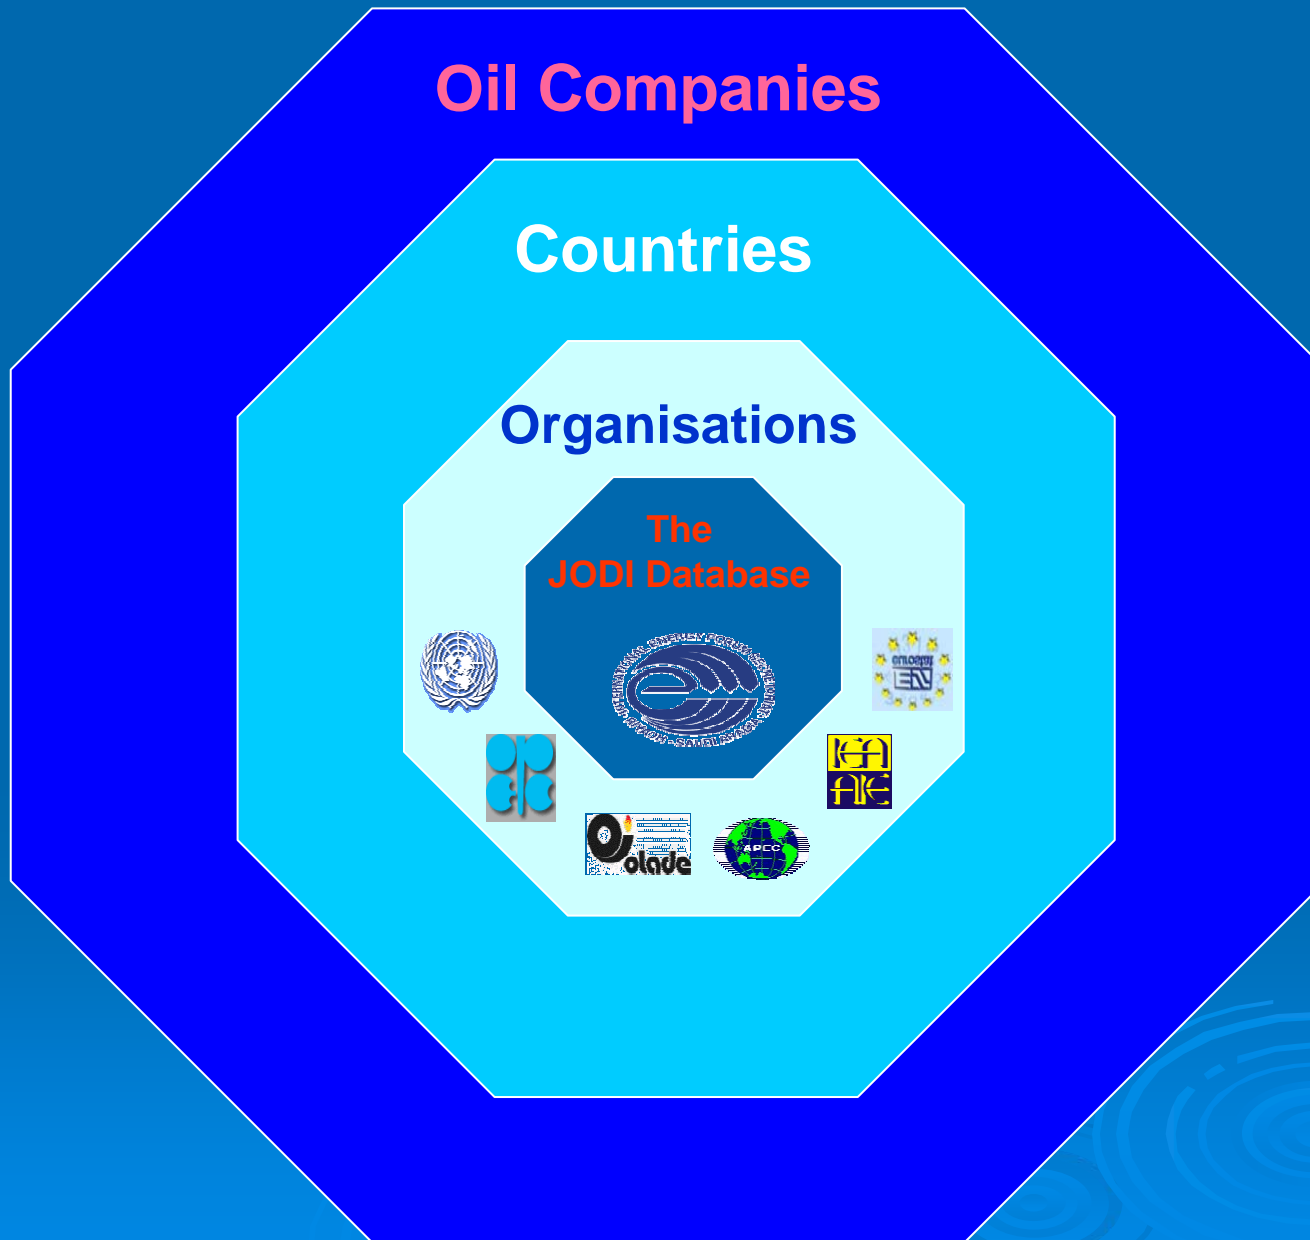 Oil Companies
Countries
Organisations
The
JODI Database
olade
APEC